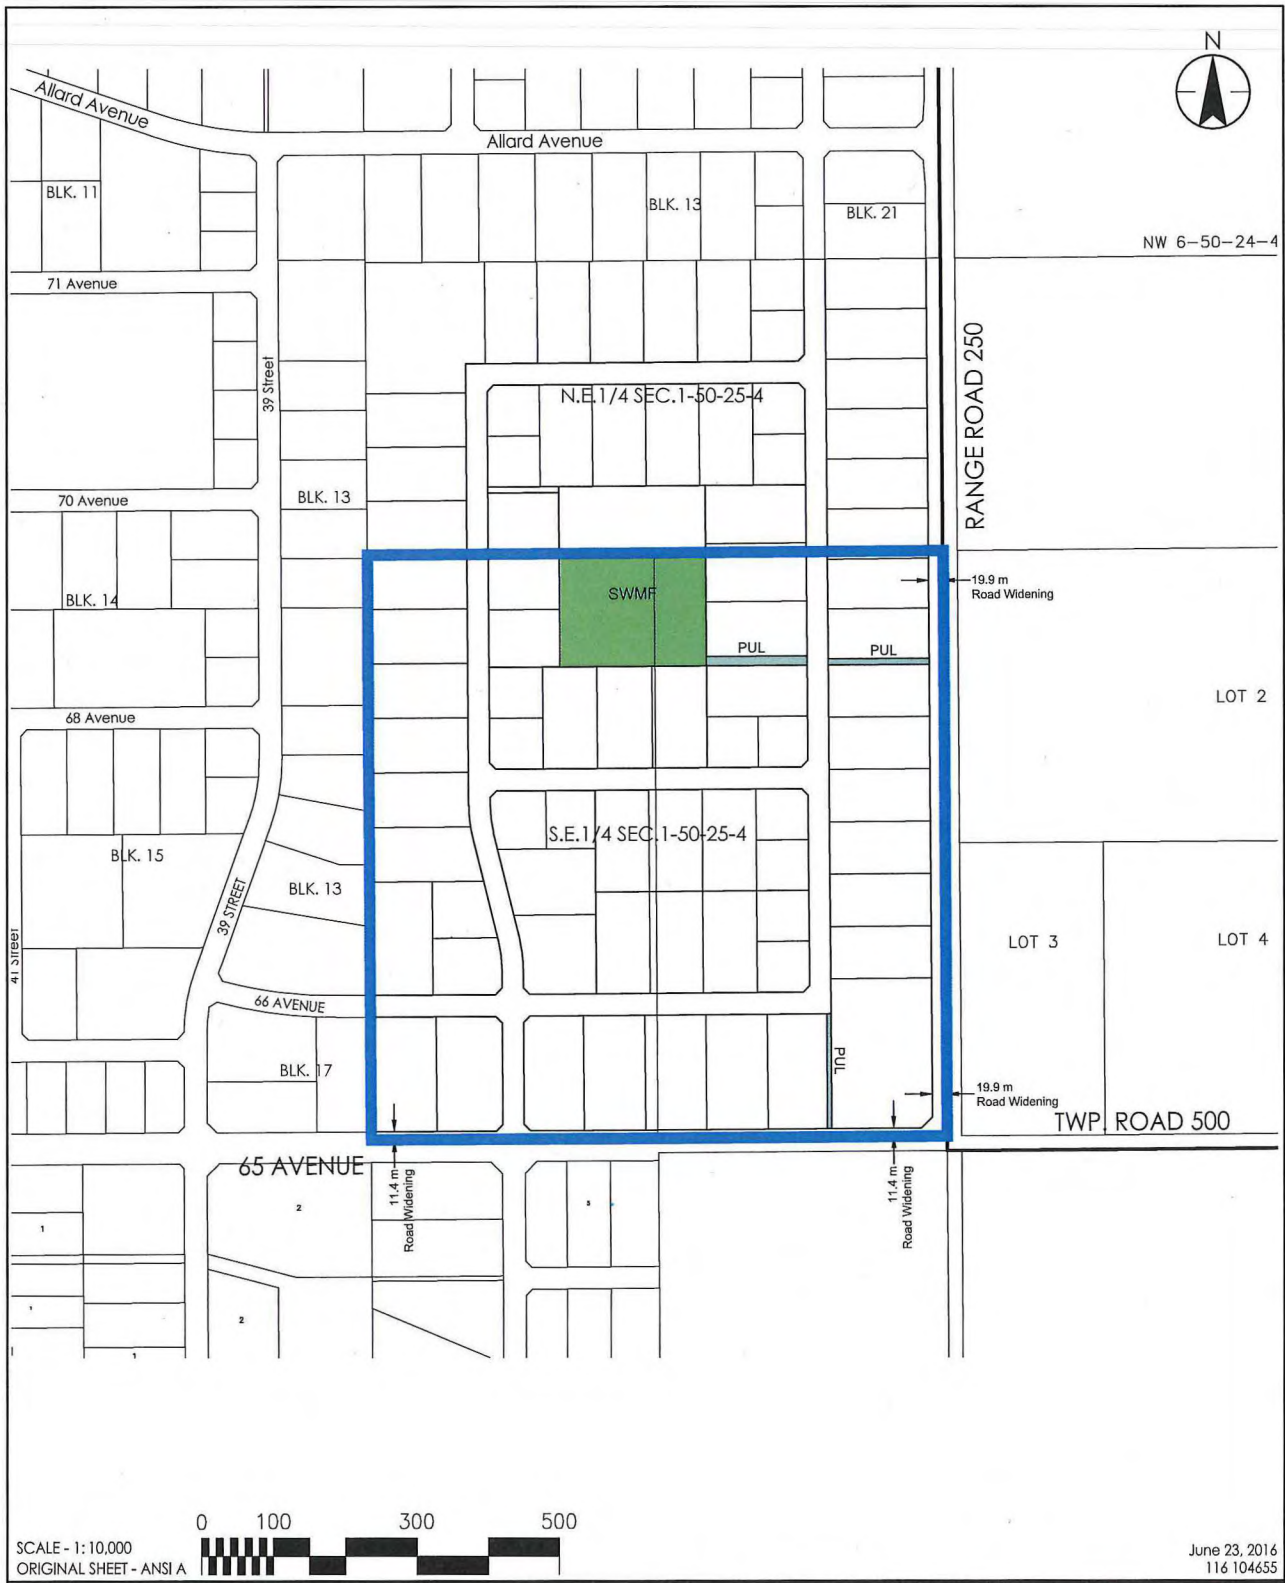 N
Allard Avenue
Allard Avenue
BLK. 11
BLK. 13
BLK. 21
NW 6-50-24-4
71 Avenue
39 Street
RANGE ROAD 250
N.E.1/4 SEC.1-50-25-4
70 Avenue
BLK. 13
BLK. 14
SWMF
19.9 m
Road Widening
PUL
PUL
LOT 2
68 Avenue
S.E.1/4 SEC.1-50-25-4
BLK. 15
BLK. 13
39 STREET
41 Street
LOT 3
LOT 4
66 AVENUE
BLK. 17
PUL
19.9 m
Road Widening
TWP. ROAD 500
65 AVENUE
11.4 m
Road Widening
11.4 m
Road Widening
2
1
1
2
1
0 100 300 500
SCALE - 1:10,000
ORIGINAL SHEET - ANSI A
June 23, 2016
116 104655